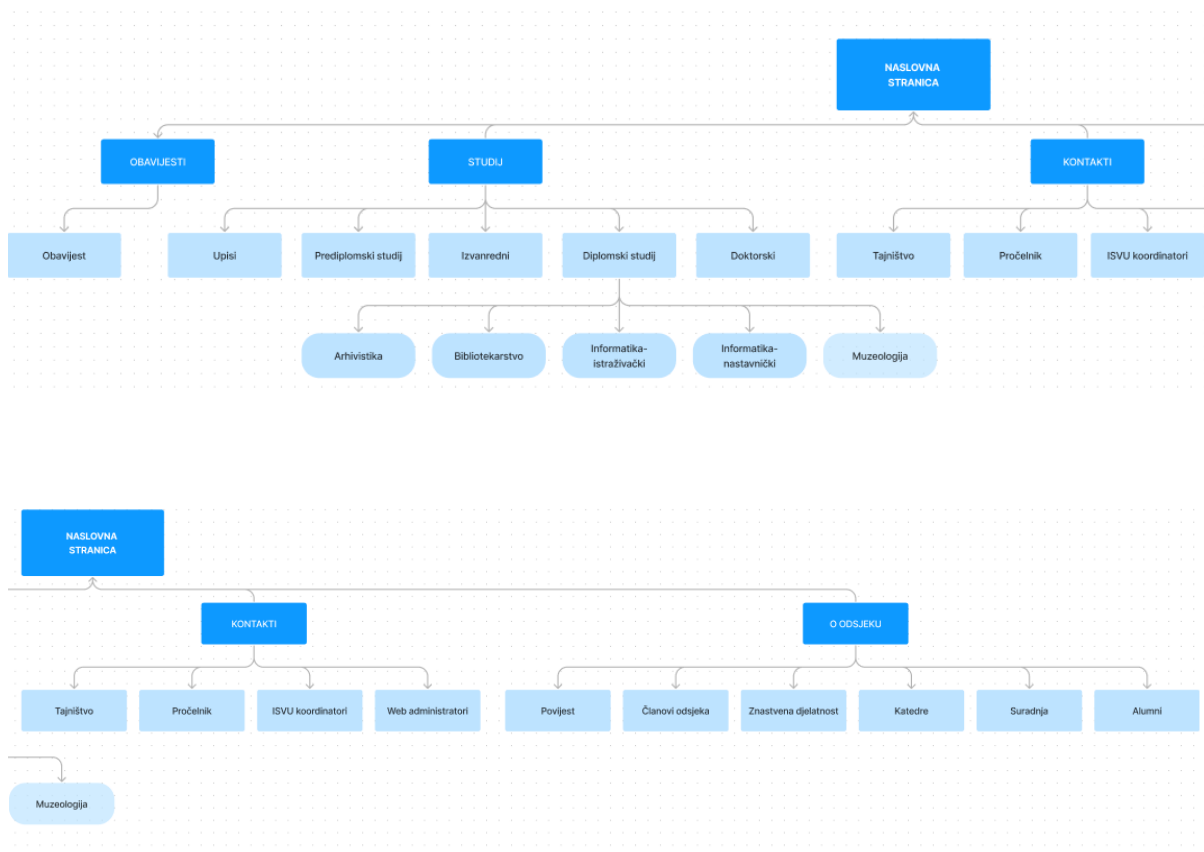 NASLOVNA
STRANICA
OBAVIJESTI
STUDIJ
KONTAKTI
Obavijest
Upisi
Prediplomski studij
Izvanredni
Diplomski studij
Doktorski
Tajništvo
Pročelnik
ISVU koordinatori
Arhivistika
Bibliotekarstvo
Informatika-
istraživački
Informatika-
nastavnički
Muzeologija
NASLOVNA
STRANICA
KONTAKTI
O ODSJEKU
Tajništvo
Pročelnik
ISVU koordinatori
Web administratori
Povijest
Članovi odsjeka
Znastvena djelatnost
Katedre
Suradnja
Alumni
Muzeologija